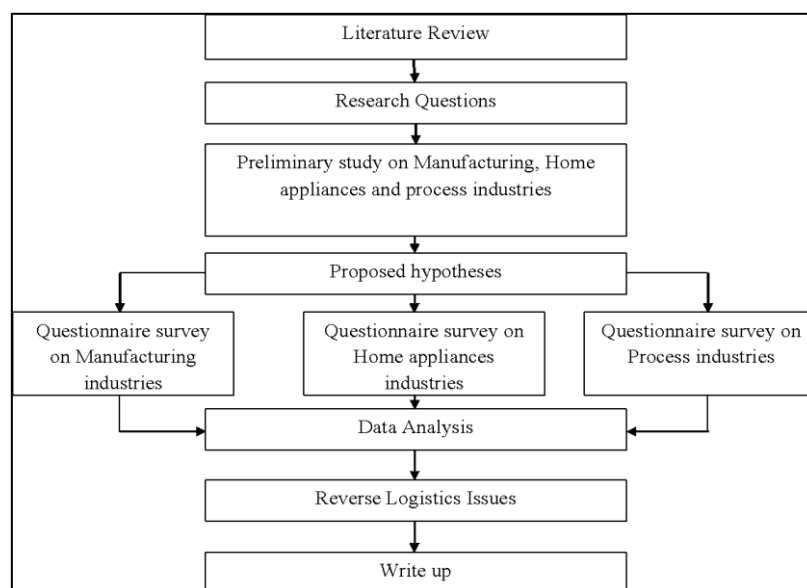 Literature Review
Research Questions
Preliminary study on Manufacturing, Home
appliances and process industries
Proposed hypotheses
Questionnaire survey
on Manufacturing
industries
Questionnaire survey on
Home appliances
industries
Questionnaire survey on
Process industries
Data Analysis
Reverse Logistics Issues
Write up